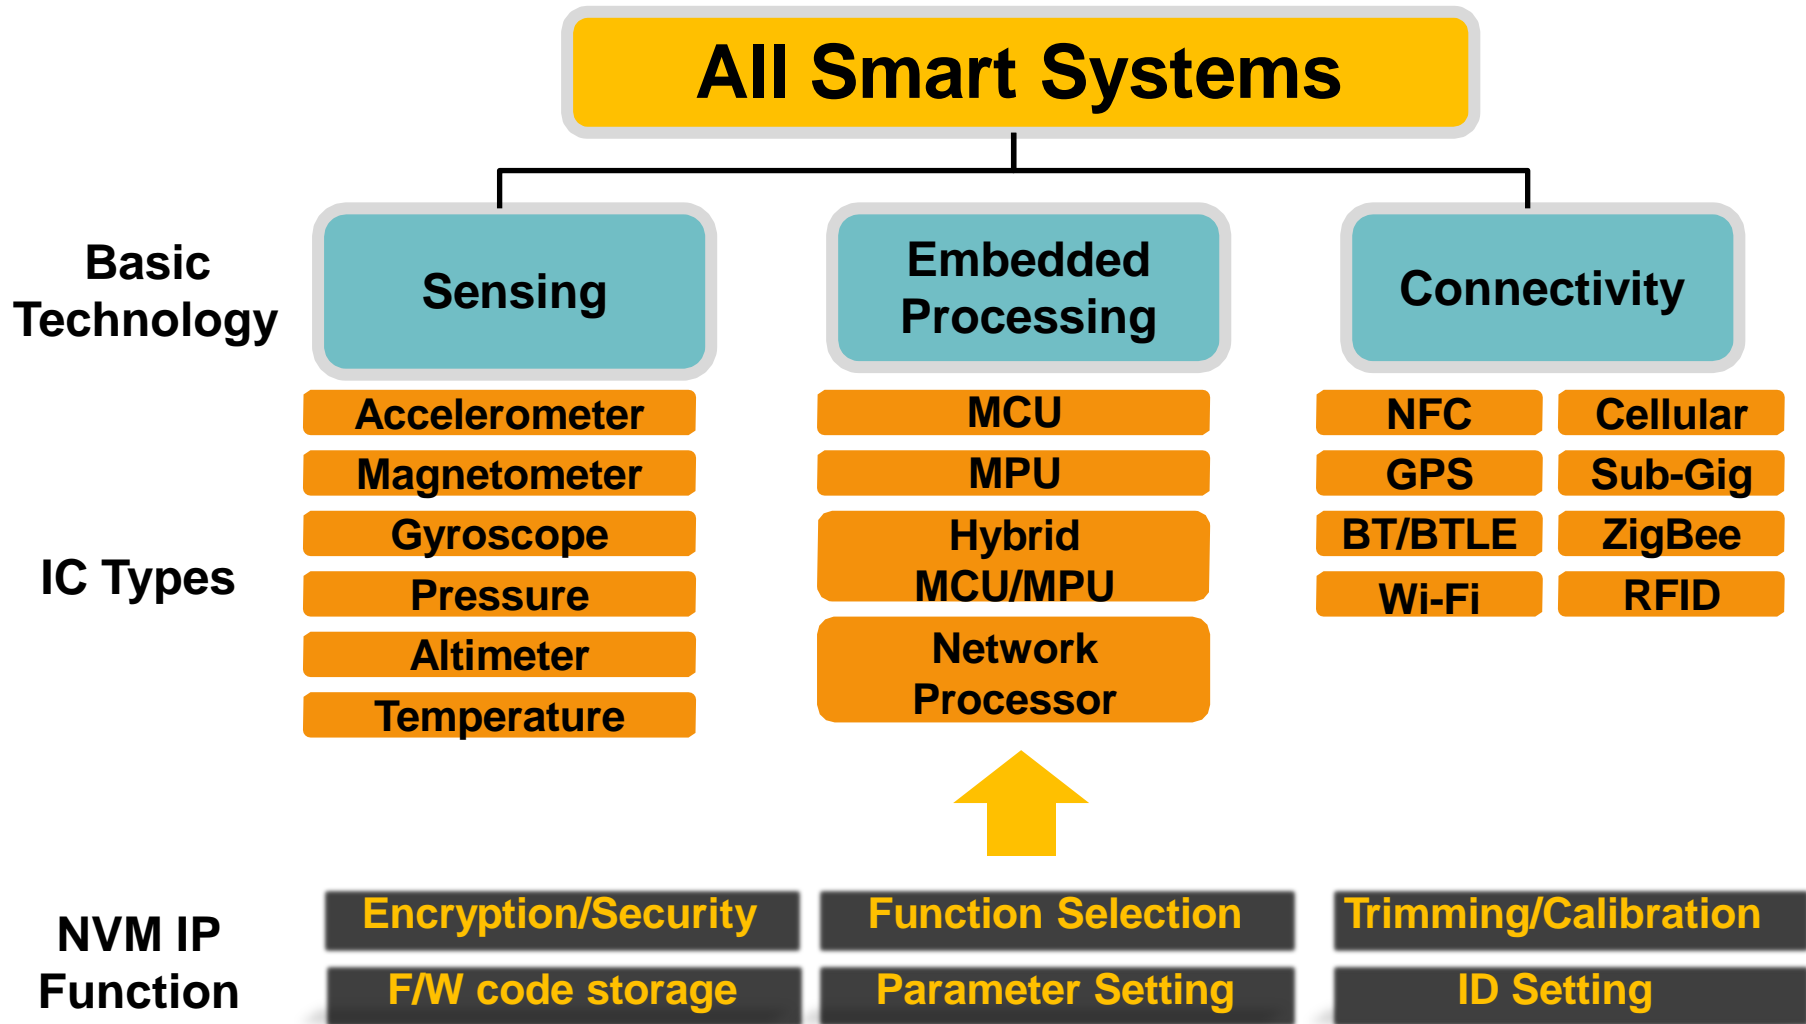 All Smart Systems
Basic
Technology
Sensing
Embedded
Processing
Connectivity
IC Types
Accelerometer
Magnetometer
Gyroscope
Pressure
Altimeter
Temperature
MCU
MPU
Hybrid
MCU/MPU
Network
Processor
NFC
Cellular
GPS
Sub-Gig
BT/BTLE
ZigBee
Wi-Fi
RFID
NVM IP
Function
Encryption/Security
Function Selection
Trimming/Calibration
F/W code storage
Parameter Setting
ID Setting